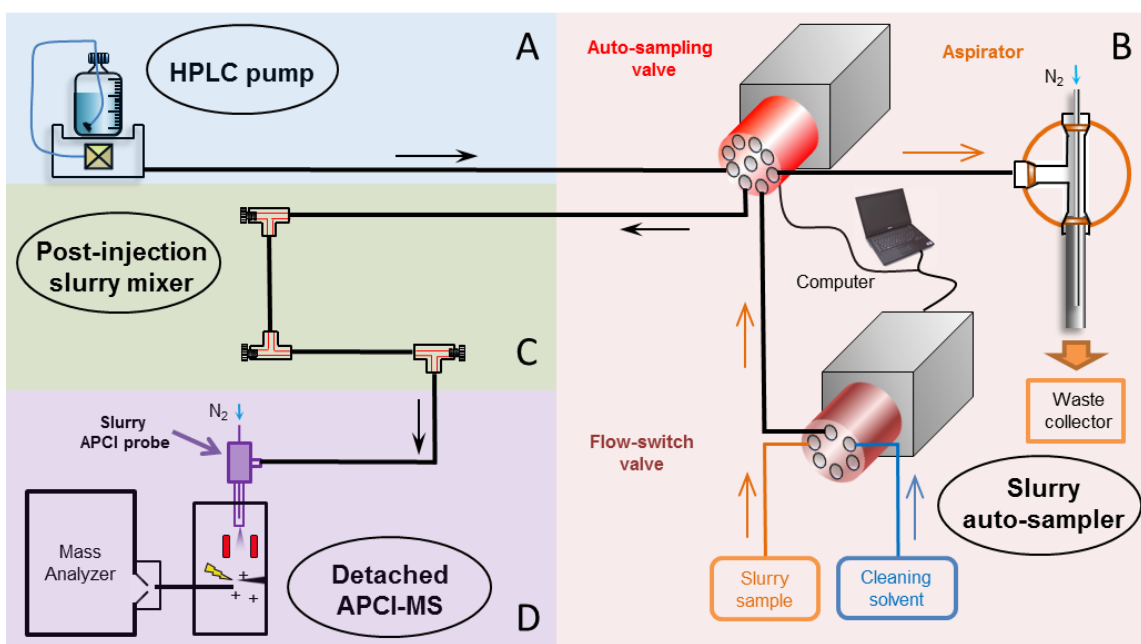 A
HPLC pump
Auto-sampling
valve
Aspirator
B
N2
Post-injection
slurry mixer
C
Computer
Waste
collector
Flow-switch
valve
Slurry
auto-sampler
Slurry
sample
Cleaning
solvent
N2
Slurry
APCI probe
Mass
Analyzer
+
+
+
+
Detached
APCI-MS
D